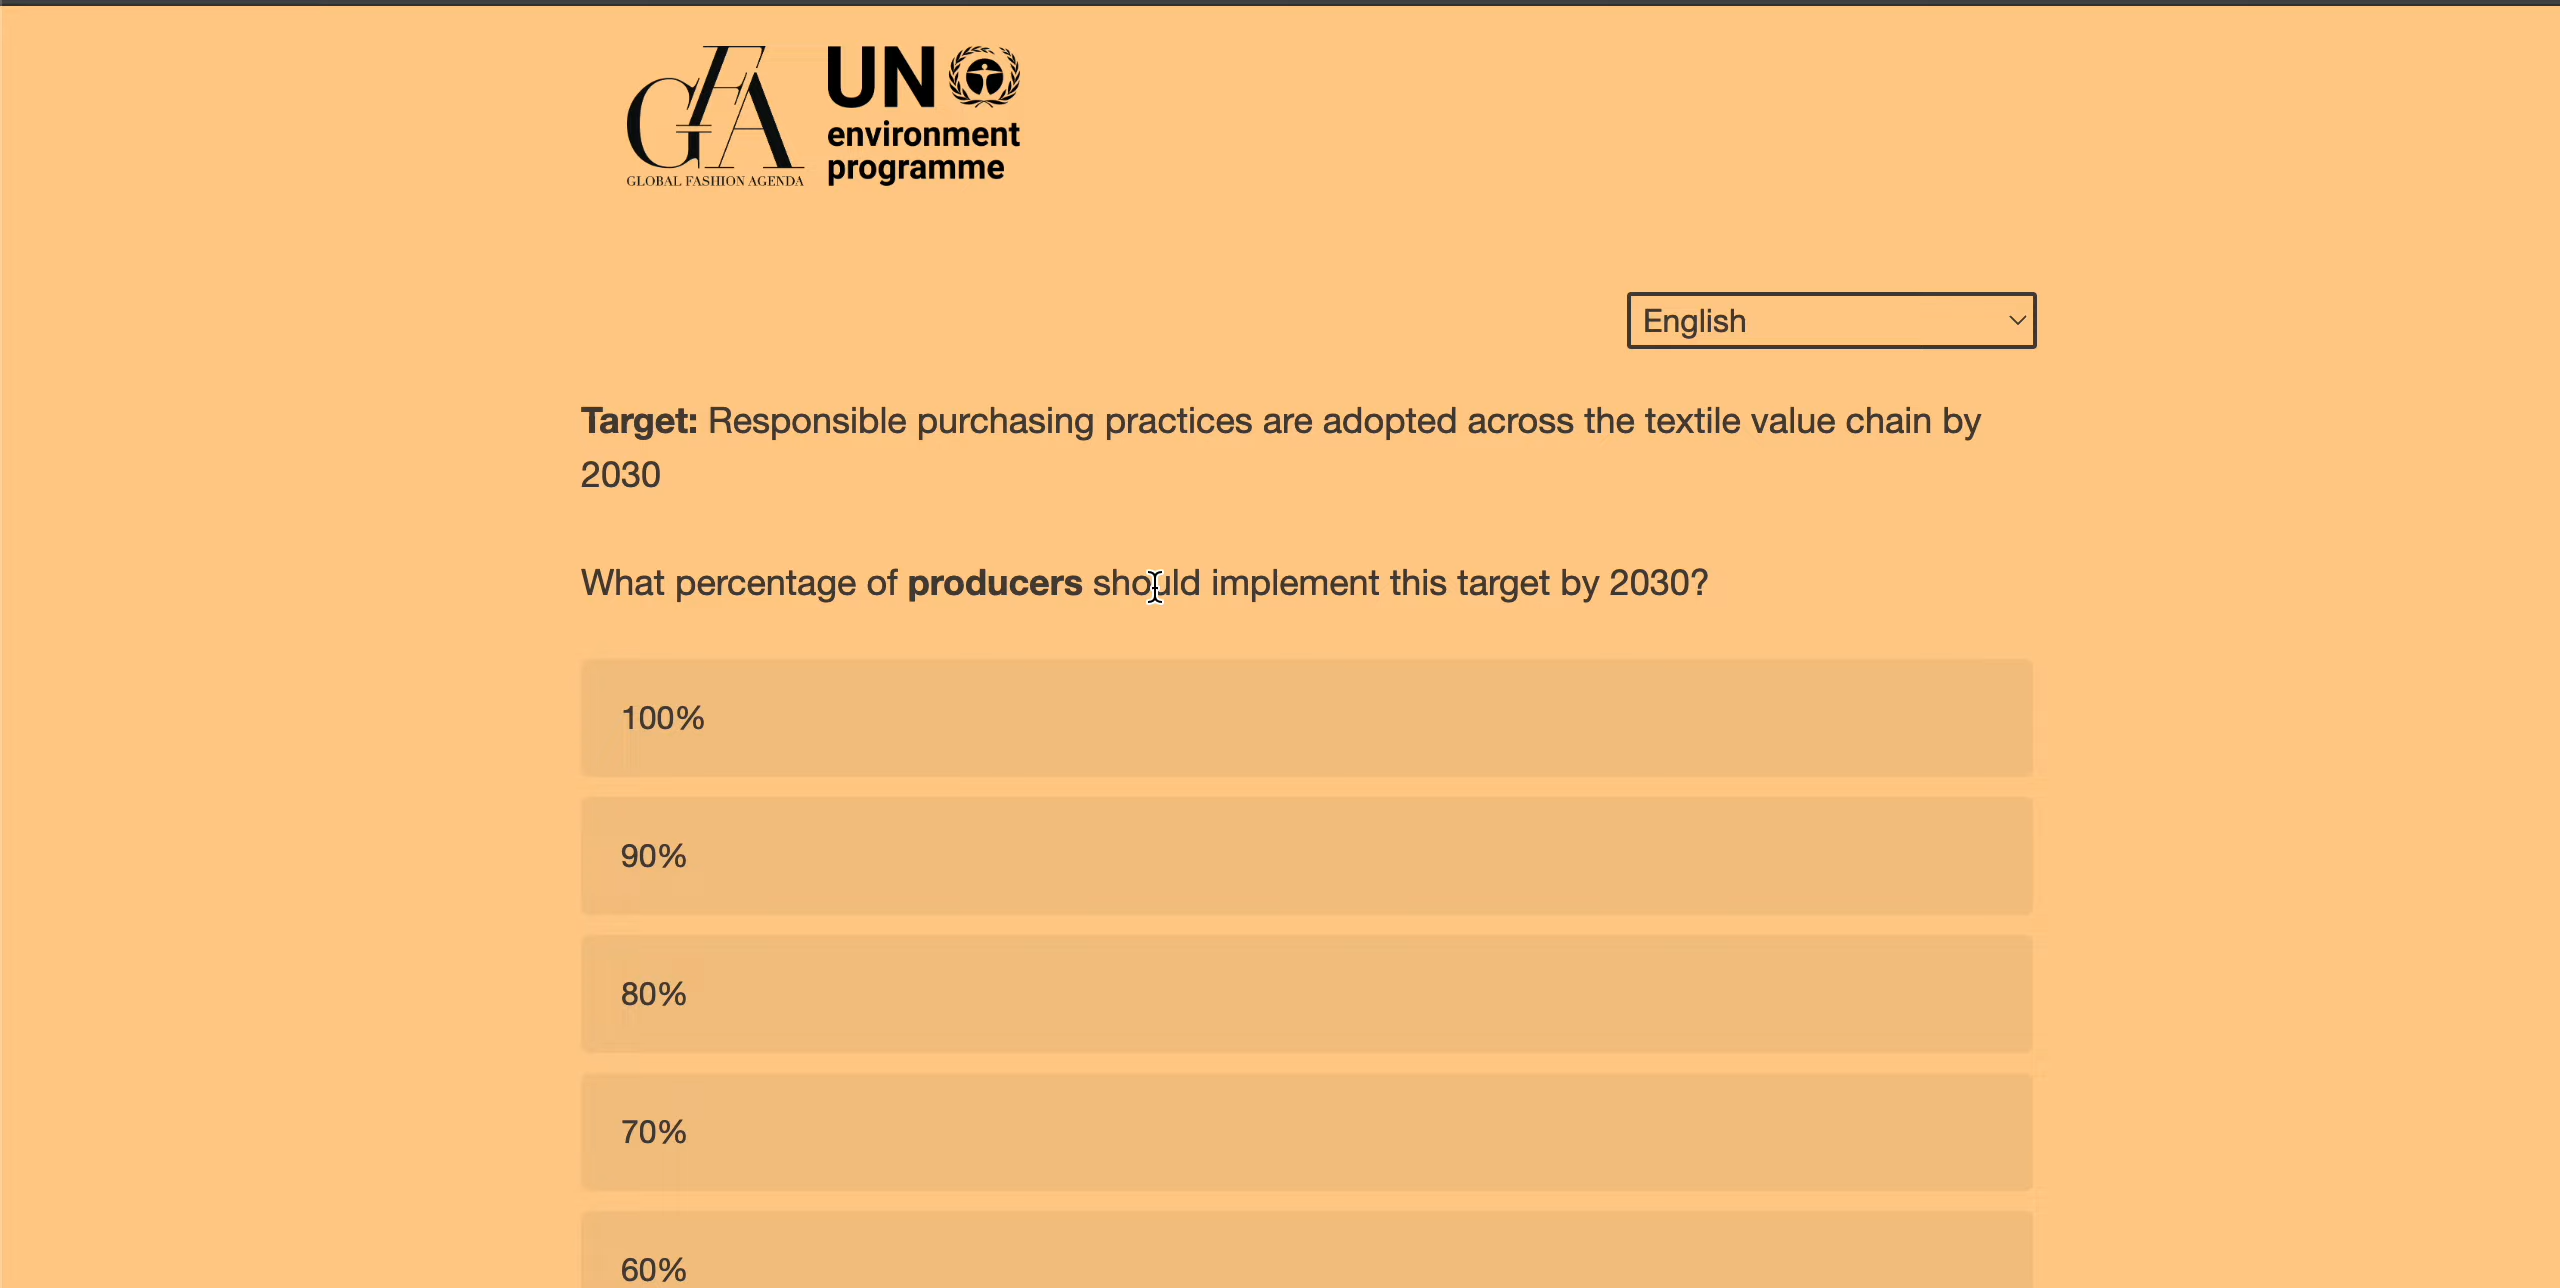 GFA
GLOBAL FASHION AGENDA
UN
environment
programme
English
Target: Responsible purchasing practices are adopted across the textile value chain by
2030
What percentage of producers should implement this target by 2030?
100%
90%
80%
70%
60%